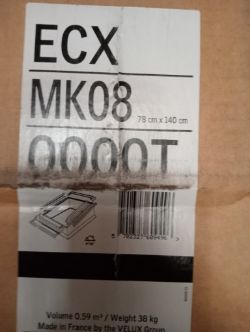 ECX
MK08
78 cm x 140 cm
0000T
Volume 0.59 m³ / Weight 38 kg
Made in France by the VELUX Group